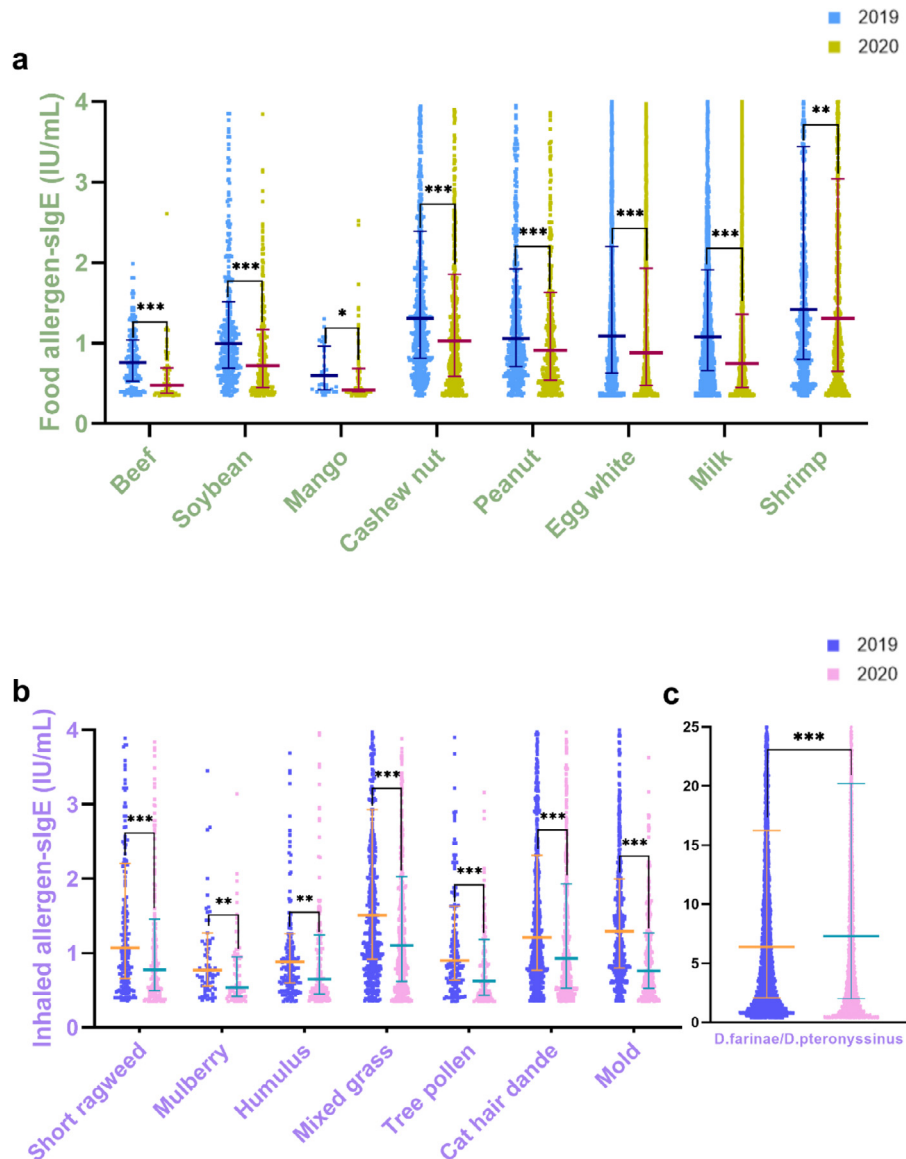 2019
2020
a
Food allergen-sIgE (IU/mL)
4
3
2
1
0
***
***
*
***
***
***
***
**
Beef
Soybean
Mango
Cashew nut
Peanut
Egg white
Milk
Shrimp
2019
2020
b
Inhaled allergen-sIgE (IU/mL)
4
3
2
1
0
***
**
**
***
***
***
***
Short ragweed
Mulberry
Humulus
Mixed grass
Tree pollen
Cat hair dande
Mold
c
25
20
15
10
5
0
***
D.farinae/D.pteronyssinus